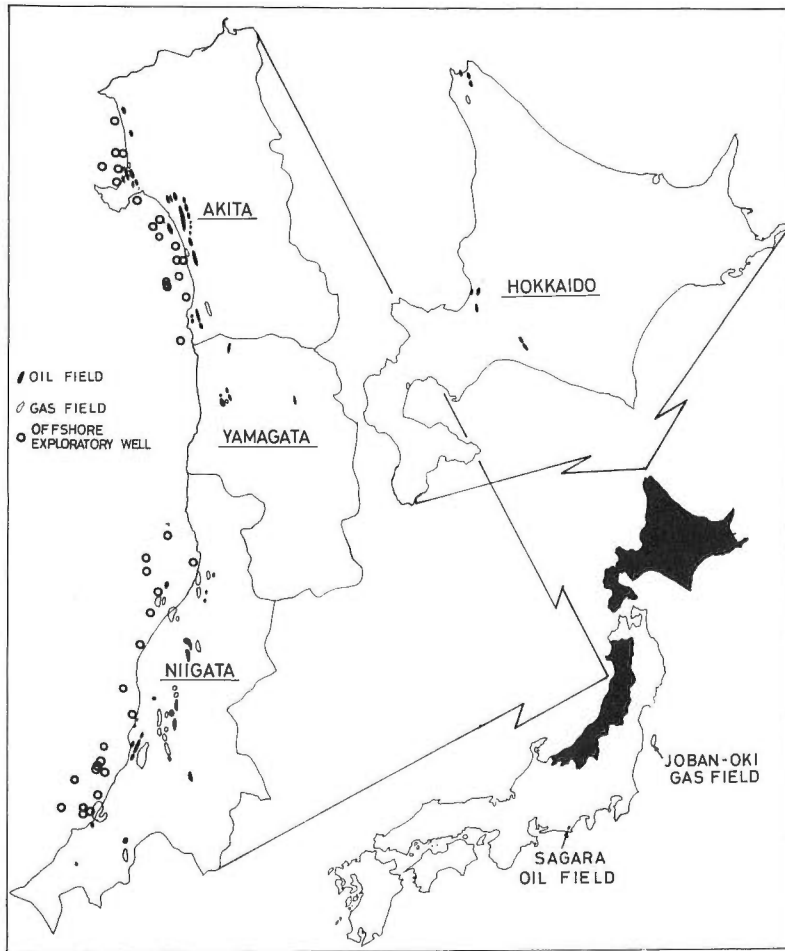 AKITA
HOKKAIDO
OIL FIELD
GAS FIELD
OFFSHORE
EXPLORATORY WELL
YAMAGATA
NIIGATA
JOBAN-OKI
GAS FIELD
SAGARA
OIL FIELD